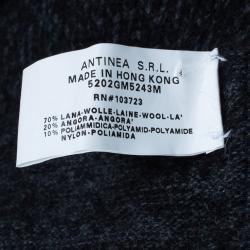 ANTINEA S.R.L.
MADE IN HONG KONG
5202GM5243M
RN#103723
70% LANA-WOLLE-LAINE-WOOL-LA'
20% ANGORA-ANGORA'
10% POLIAMMIDICA-POLYAMID-POLYAMIDE
NYLON-POLIAMIDA